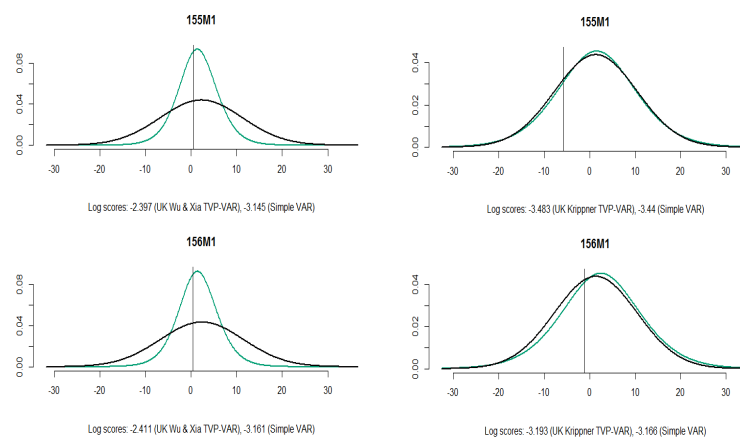 155M1
0.08
0.04
0.00
-30 -20 -10 0 10 20 30
Log scores: -2.397 (UK Wu & Xia TVP-VAR), -3.145 (Simple VAR)
155M1
0.04
0.02
0.00
-30 -20 -10 0 10 20 30
Log scores: -3.483 (UK Krippner TVP-VAR), -3.44 (Simple VAR)
156M1
0.08
0.04
0.00
-30 -20 -10 0 10 20 30
Log scores: -2.411 (UK Wu & Xia TVP-VAR), -3.161 (Simple VAR)
156M1
0.04
0.02
0.00
-30 -20 -10 0 10 20 30
Log scores: -3.193 (UK Krippner TVP-VAR), -3.166 (Simple VAR)